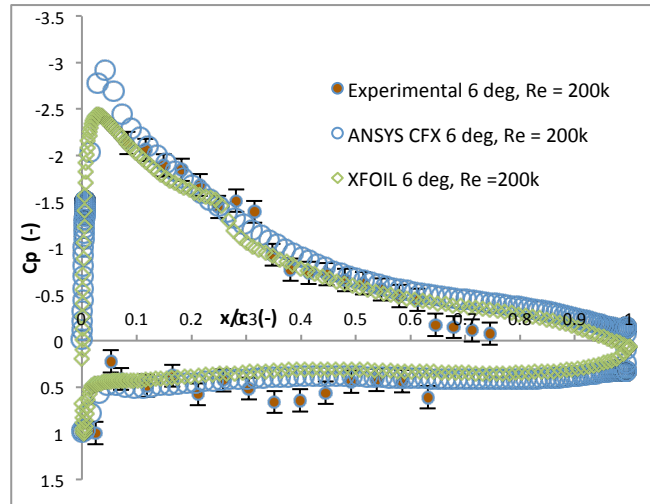 -3.5
-3
-2.5
-2
-1.5
-1
-0.5
0
0.5
1
1.5
Cp (-)
0 0.1 0.2 0.3 0.4 0.5 0.6 0.7 0.8 0.9 1
x/c (-)
Experimental 6 deg, Re = 200k
ANSYS CFX 6 deg, Re = 200k
XFOIL 6 deg, Re =200k